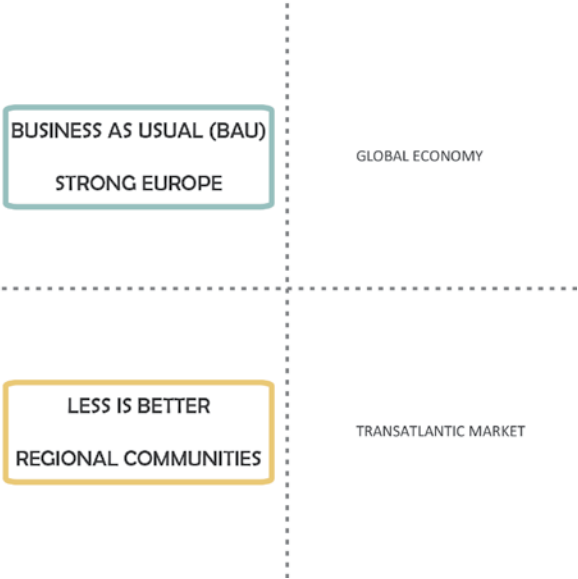 BUSINESS AS USUAL (BAU)
STRONG EUROPE
GLOBAL ECONOMY
LESS IS BETTER
REGIONAL COMMUNITIES
TRANSATLANTIC MARKET